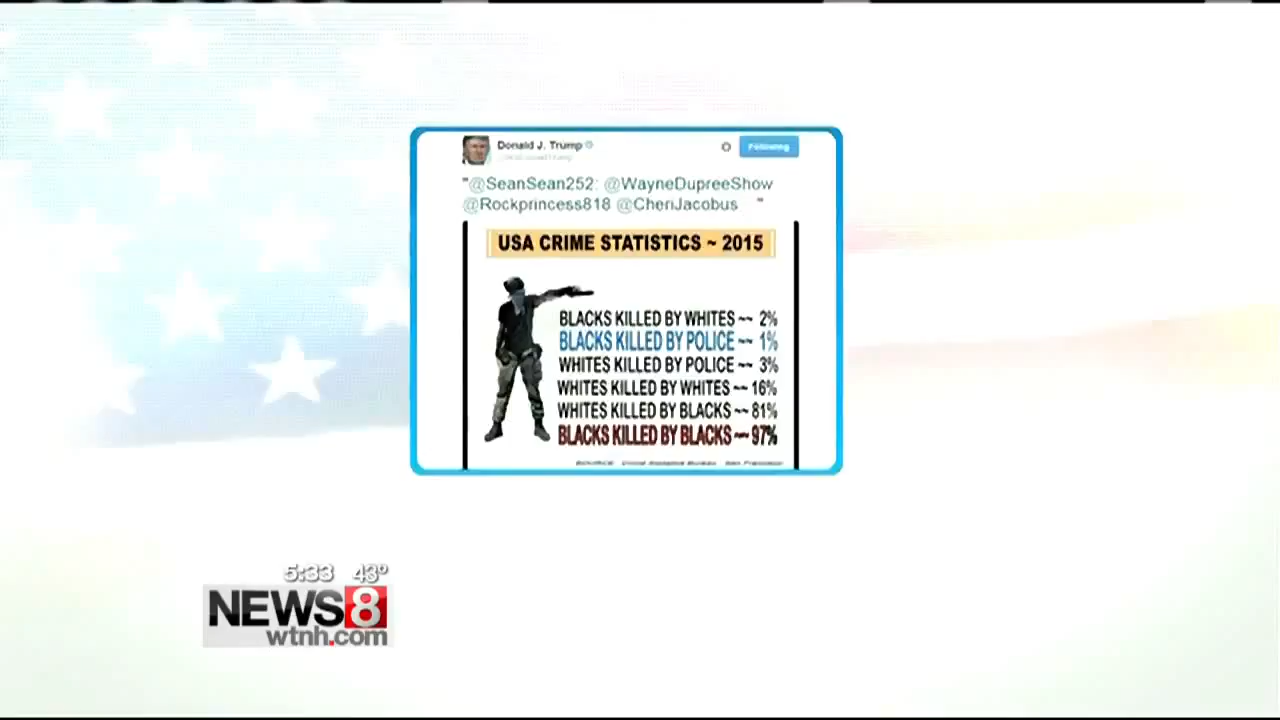 Donald J. Trump
Following
"@SeanSean252: @WayneDupreeShow
@Rockprincess818 @CheriJacobus "
USA CRIME STATISTICS ~ 2015
BLACKS KILLED BY WHITES ~~ 2%
BLACKS KILLED BY POLICE ~~ 1%
WHITES KILLED BY POLICE ~~ 3%
WHITES KILLED BY WHITES ~~ 16%
WHITES KILLED BY BLACKS ~~ 81%
BLACKS KILLED BY BLACKS ~~ 97%
5:33 43°
NEWS 8
wtnh.com